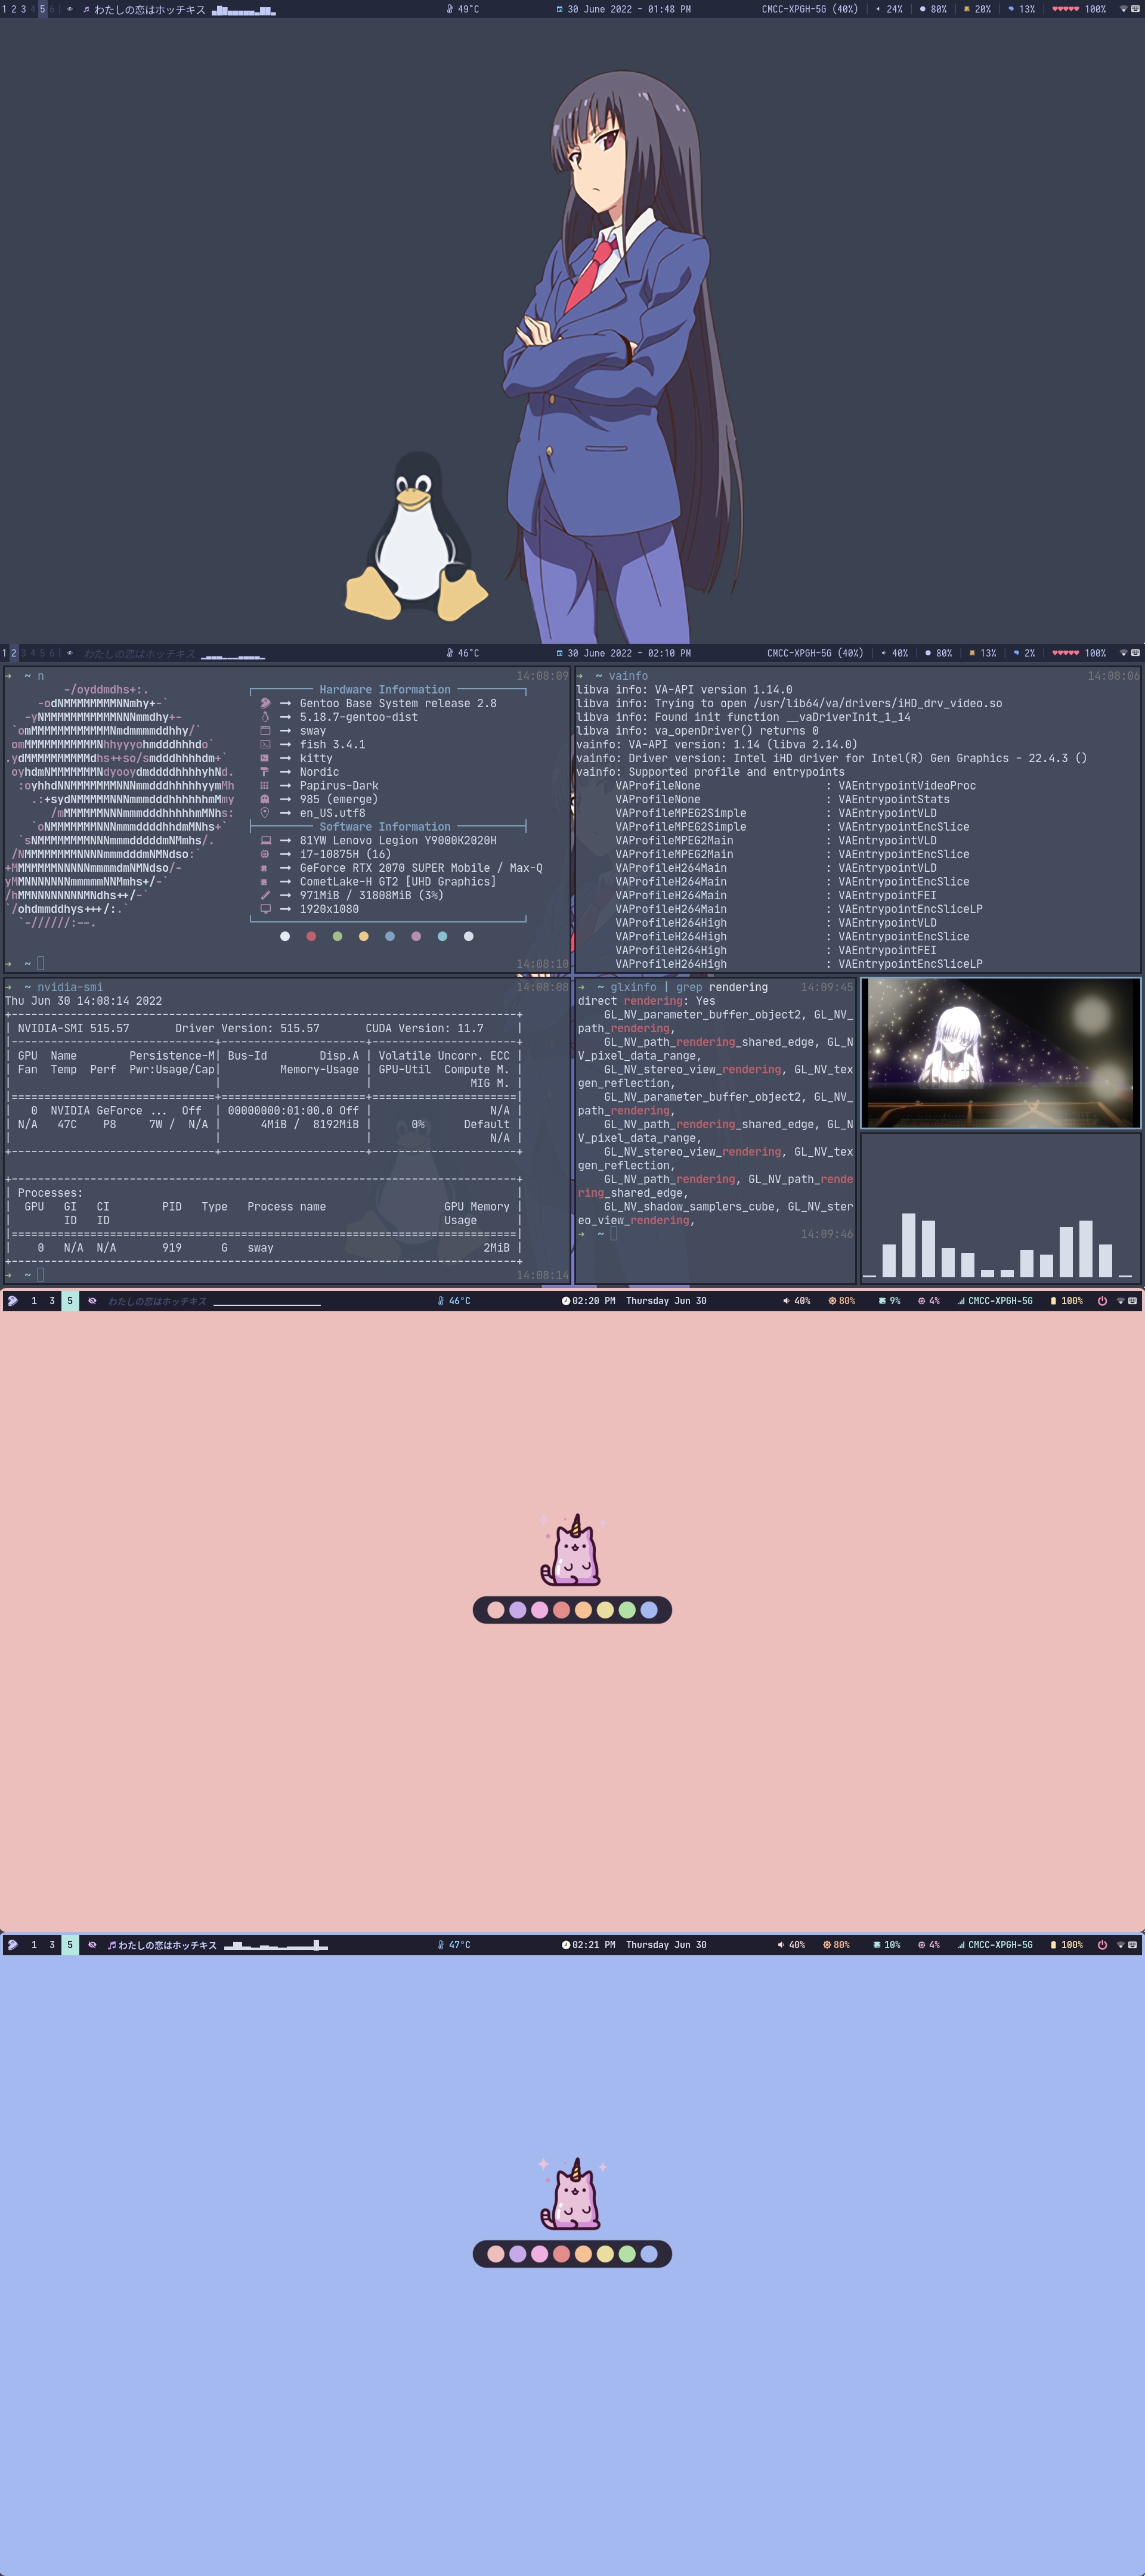 1 2 3 4 5 6 わたしの恋はホッチキス 49°C 30 June 2022 - 01:48 PM CMCC-XPGH-5G (40%) 24% 80% 20% 13% 100%
1 2 3 4 5 6 わたしの恋はホッチキス 46°C 30 June 2022 - 02:10 PM CMCC-XPGH-5G (40%) 40% 80% 13% 2% 100%
→ ~ n 14:08:09
Hardware Information
Gentoo Base System release 2.8
5.18.7-gentoo-dist
sway
fish 3.4.1
kitty
Nordic
Papirus-Dark
985 (emerge)
en_US.utf8
Software Information
81YW Lenovo Legion Y9000K2020H
i7-10875H (16)
GeForce RTX 2070 SUPER Mobile / Max-Q
CometLake-H GT2 [UHD Graphics]
971MiB / 31808MiB (3%)
1920x1080
→ ~ 14:08:10
→ ~ vainfo 14:08:06
libva info: VA-API version 1.14.0
libva info: Trying to open /usr/lib64/va/drivers/iHD_drv_video.so
libva info: Found init function __vaDriverInit_1_14
libva info: va_openDriver() returns 0
vainfo: VA-API version: 1.14 (libva 2.14.0)
vainfo: Driver version: Intel iHD driver for Intel(R) Gen Graphics - 22.4.3 ()
vainfo: Supported profile and entrypoints
VAProfileNone : VAEntrypointVideoProc
VAProfileNone : VAEntrypointStats
VAProfileMPEG2Simple : VAEntrypointVLD
VAProfileMPEG2Simple : VAEntrypointEncSlice
VAProfileMPEG2Main : VAEntrypointVLD
VAProfileMPEG2Main : VAEntrypointEncSlice
VAProfileH264Main : VAEntrypointVLD
VAProfileH264Main : VAEntrypointEncSlice
VAProfileH264Main : VAEntrypointFEI
VAProfileH264Main : VAEntrypointEncSliceLP
VAProfileH264High : VAEntrypointVLD
VAProfileH264High : VAEntrypointEncSlice
VAProfileH264High : VAEntrypointFEI
VAProfileH264High : VAEntrypointEncSliceLP
→ ~ nvidia-smi 14:08:08
Thu Jun 30 14:08:14 2022
| NVIDIA-SMI 515.57 Driver Version: 515.57 CUDA Version: 11.7 |
| GPU Name Persistence-M| Bus-Id Disp.A | Volatile Uncorr. ECC |
| Fan Temp Perf Pwr:Usage/Cap| Memory-Usage | GPU-Util Compute M. |
| | | MIG M. |
| 0 NVIDIA GeForce ... Off | 00000000:01:00.0 Off | N/A |
| N/A 47C P8 7W / N/A | 4MiB / 8192MiB | 0% Default |
| | | N/A |
| Processes: |
| GPU GI CI PID Type Process name GPU Memory |
| ID ID Usage |
| 0 N/A N/A 919 G sway 2MiB |
→ ~ 14:08:14
→ ~ glxinfo | grep rendering 14:09:45
direct rendering: Yes
GL_NV_parameter_buffer_object2, GL_NV_
path_rendering,
GL_NV_path_rendering_shared_edge, GL_N
V_pixel_data_range,
GL_NV_stereo_view_rendering, GL_NV_tex
gen_reflection,
GL_NV_parameter_buffer_object2, GL_NV_
path_rendering,
GL_NV_path_rendering_shared_edge, GL_N
V_pixel_data_range,
GL_NV_stereo_view_rendering, GL_NV_tex
gen_reflection,
GL_NV_path_rendering, GL_NV_path_rende
ring_shared_edge,
GL_NV_shadow_samplers_cube, GL_NV_ster
eo_view_rendering,
→ ~ 14:09:46
1 3 5 わたしの恋はホッチキス 46°C 02:20 PM Thursday Jun 30 40% 80% 9% 4% CMCC-XPGH-5G 100%
1 3 5 わたしの恋はホッチキス 47°C 02:21 PM Thursday Jun 30 40% 80% 10% 4% CMCC-XPGH-5G 100%